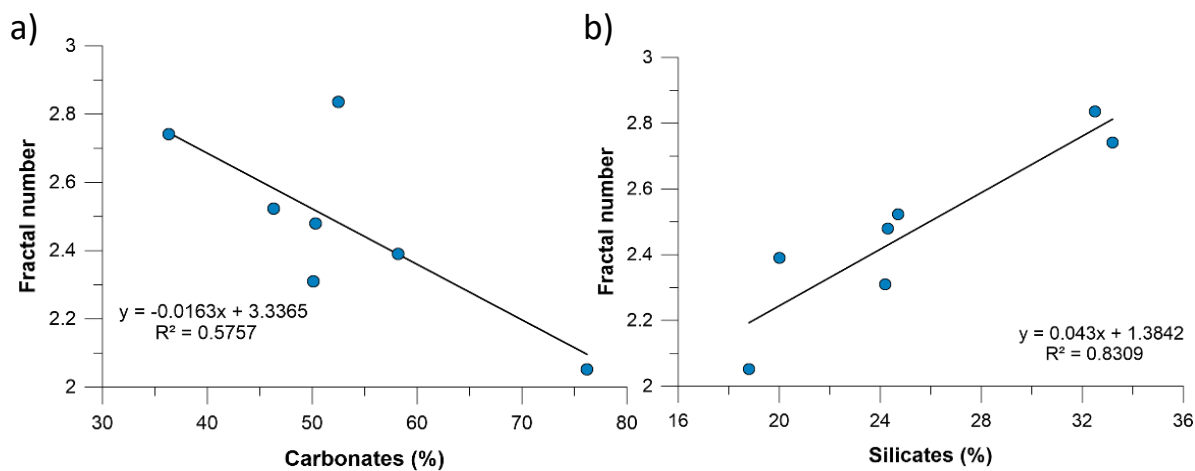 a)
3
2.8
2.6
2.4
2.2
2
Fractal number
y = -0.0163x + 3.3365
R² = 0.5757
30 40 50 60 70 80
Carbonates (%)
b)
3
2.8
2.6
2.4
2.2
2
Fractal number
y = 0.043x + 1.3842
R² = 0.8309
16 20 24 28 32 36
Silicates (%)